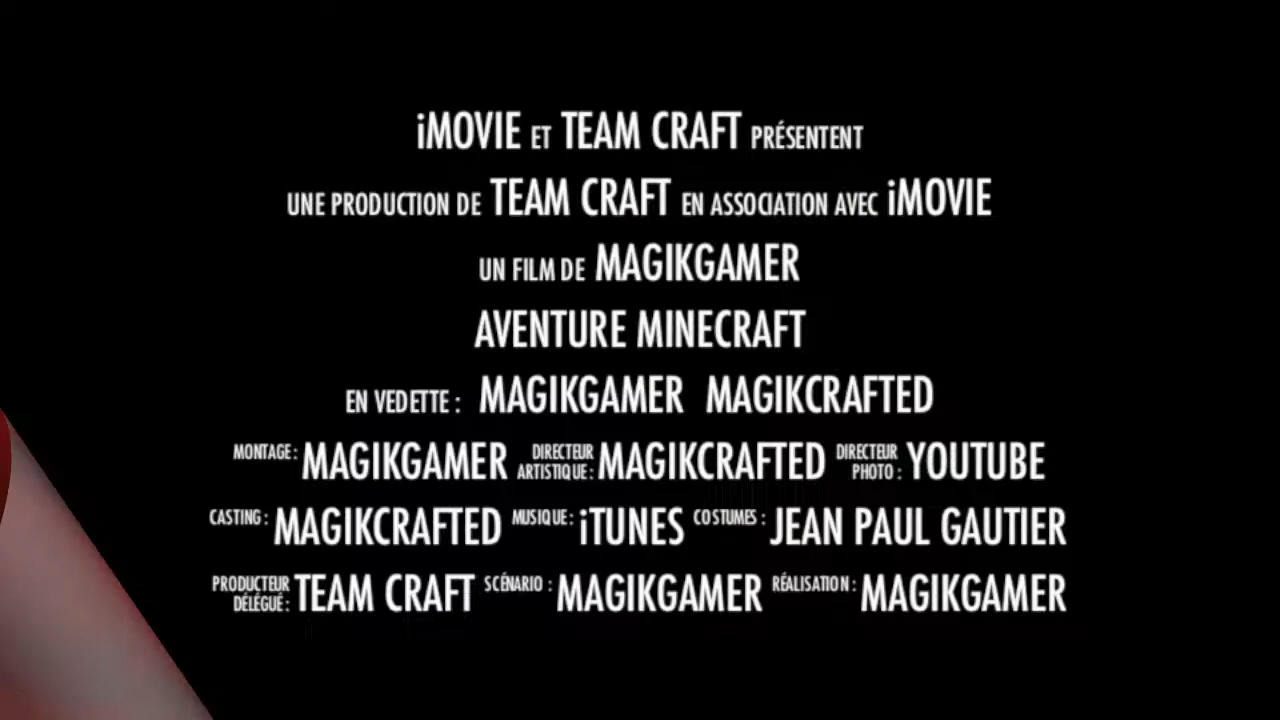 iMOVIE ET TEAM CRAFT PRÉSENTENT
UNE PRODUCTION DE TEAM CRAFT EN ASSOCIATION AVEC iMOVIE
UN FILM DE MAGIKGAMER
AVENTURE MINECRAFT
EN VEDETTE : MAGIKGAMER MAGIKCRAFTED
MONTAGE : MAGIKGAMER DIRECTEUR ARTISTIQUE : MAGIKCRAFTED DIRECTEUR PHOTO : YOUTUBE
CASTING : MAGIKCRAFTED MUSIQUE : iTUNES COSTUMES : JEAN PAUL GAUTIER
PRODUCTEUR DÉLÉGUÉ : TEAM CRAFT SCÉNARIO : MAGIKGAMER RÉALISATION : MAGIKGAMER